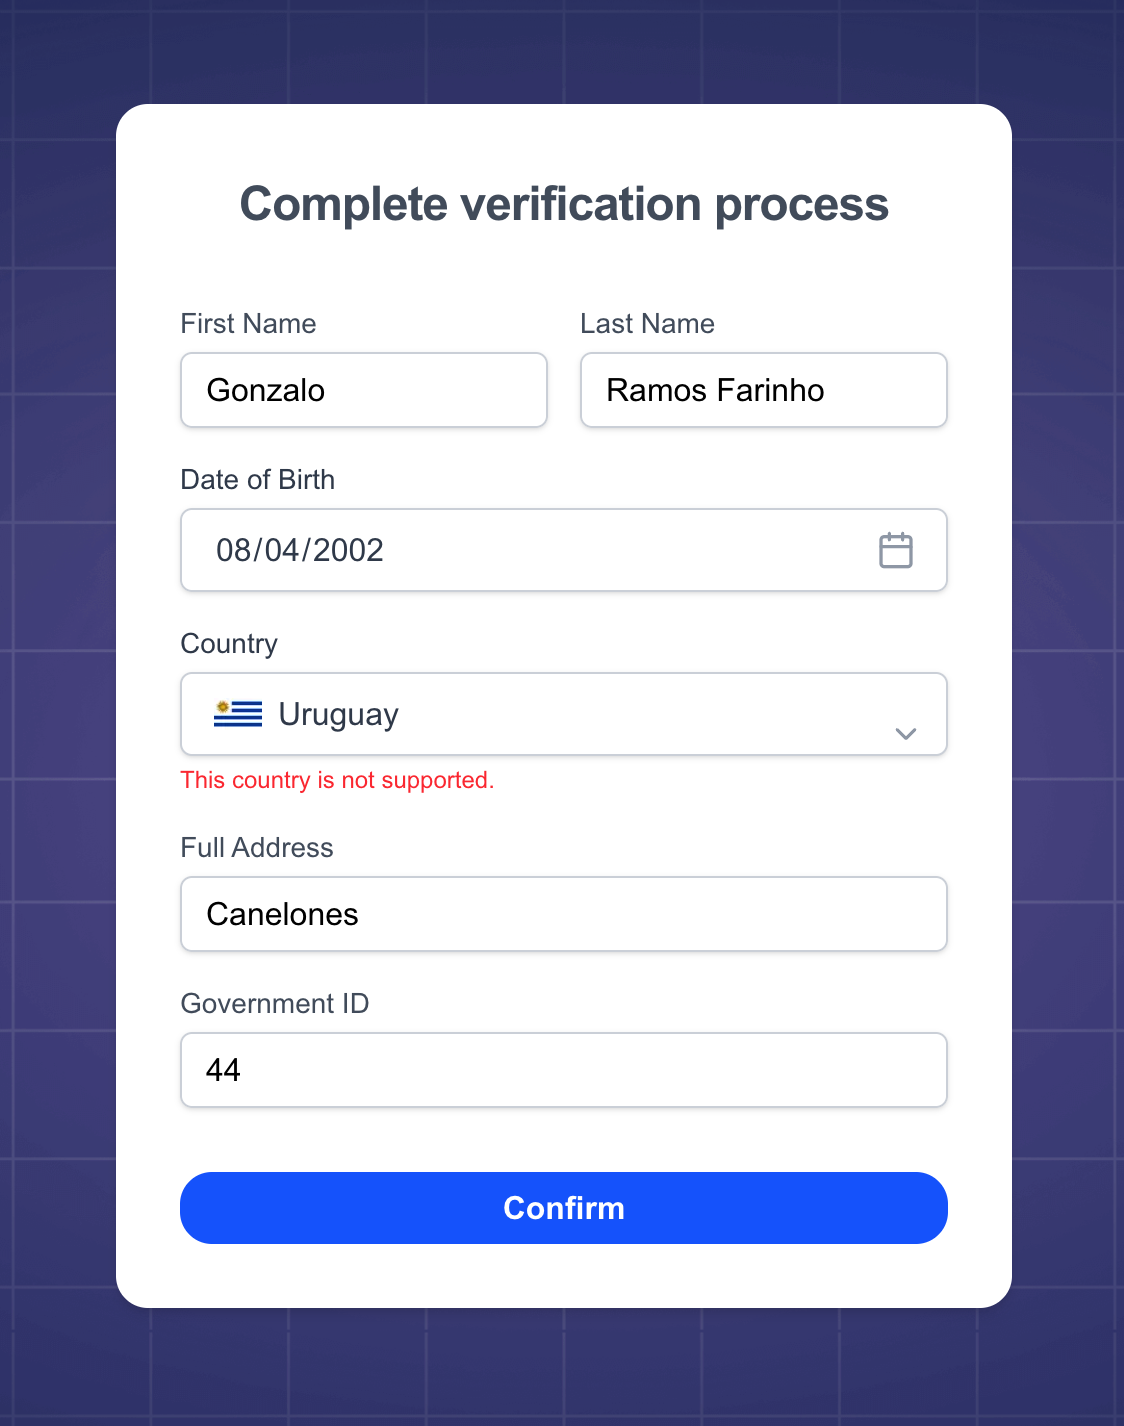 Complete verification process
First Name
Last Name
Gonzalo
Ramos Farinho
Date of Birth
08/04/2002
Country
Uruguay
This country is not supported.
Full Address
Canelones
Government ID
44
Confirm